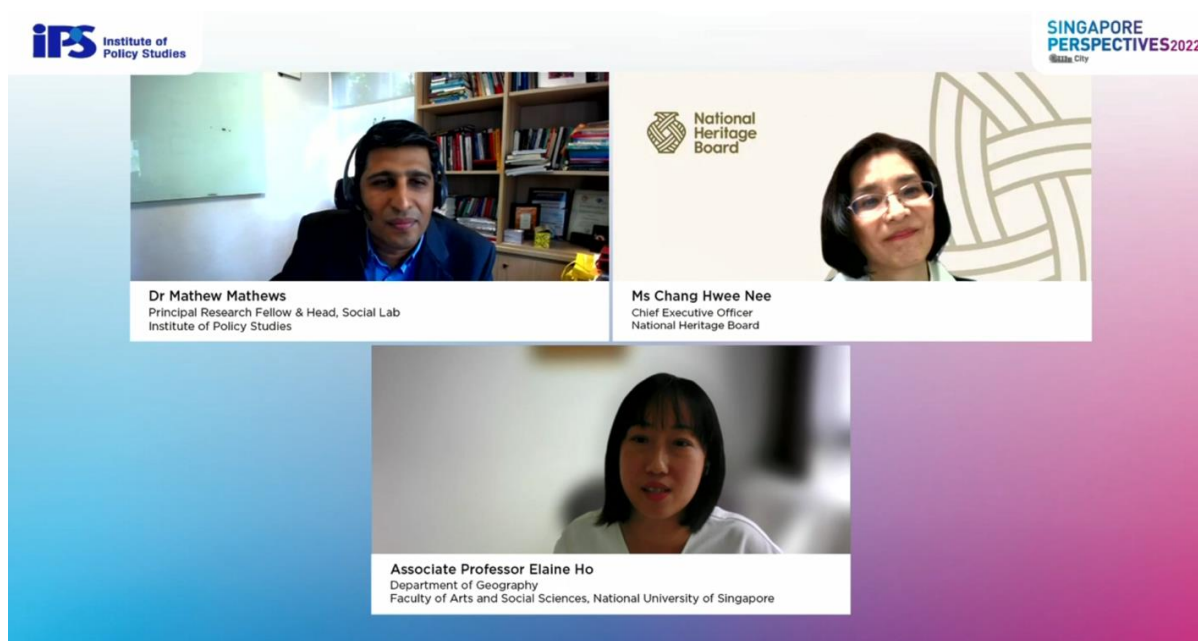 iPS Institute of
Policy Studies
SINGAPORE
PERSPECTIVES2022
City
National
Heritage
Board
Dr Mathew Mathews
Principal Research Fellow & Head, Social Lab
Institute of Policy Studies
Ms Chang Hwee Nee
Chief Executive Officer
National Heritage Board
Associate Professor Elaine Ho
Department of Geography
Faculty of Arts and Social Sciences, National University of Singapore